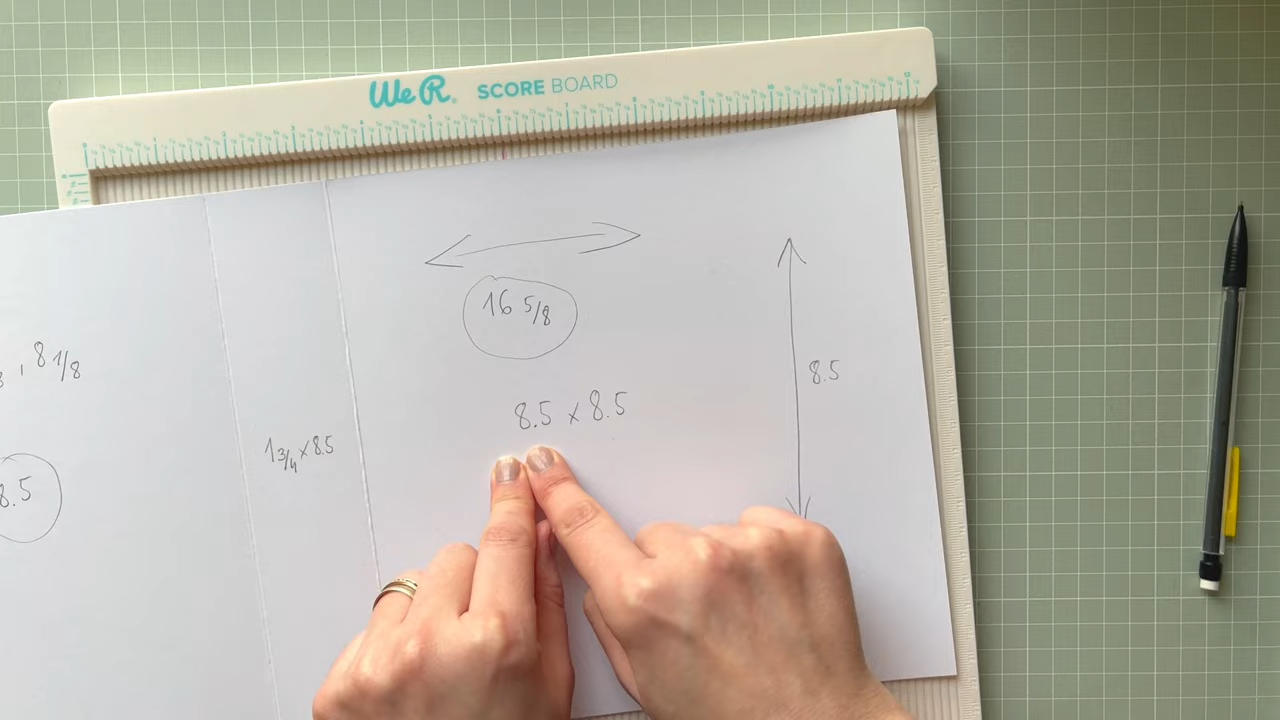 We R. SCORE BOARD
16 5/8
, 8 1/8
8.5
8.5 x 8.5
1 3/4 x 8.5
8.5